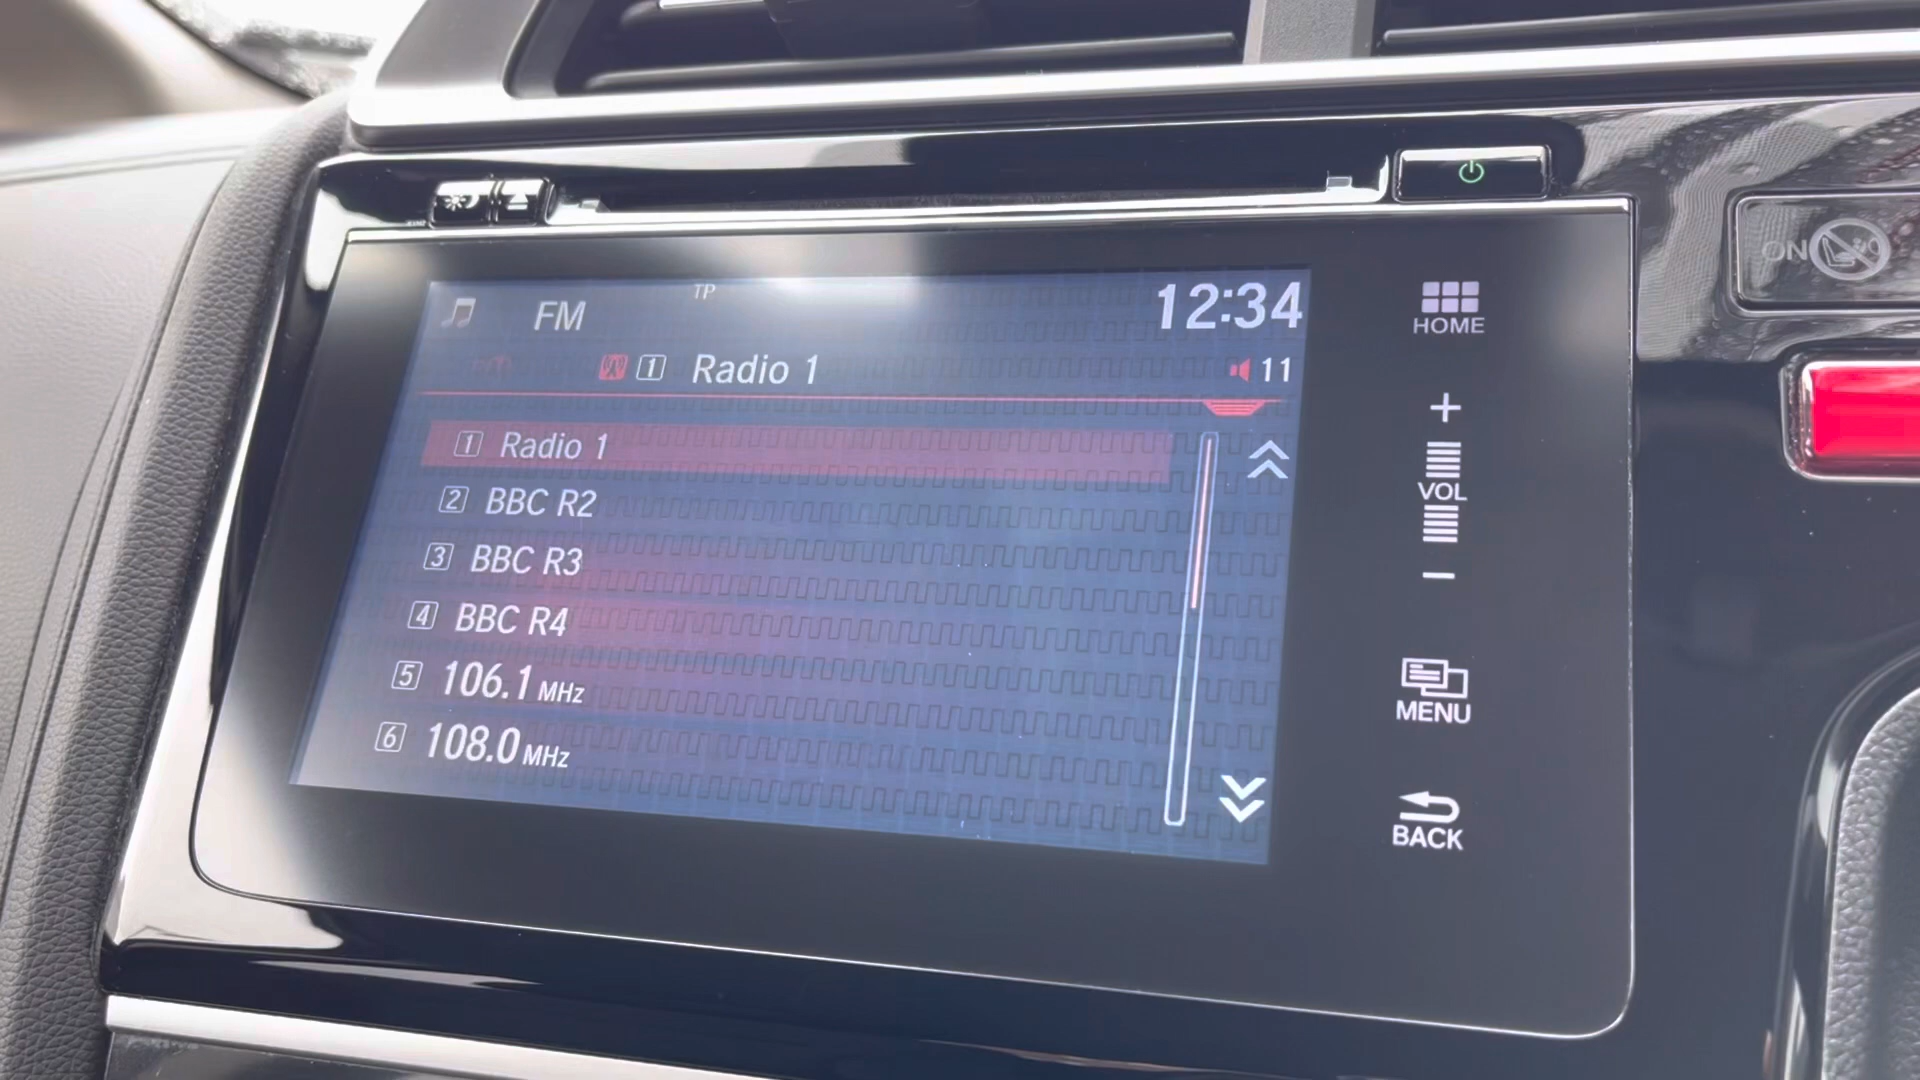 FM TP 12:34
1 Radio 1 11
1 Radio 1
2 BBC R2
3 BBC R3
4 BBC R4
5 106.1 MHz
6 108.0 MHz
HOME
+
VOL
−
MENU
BACK
ON